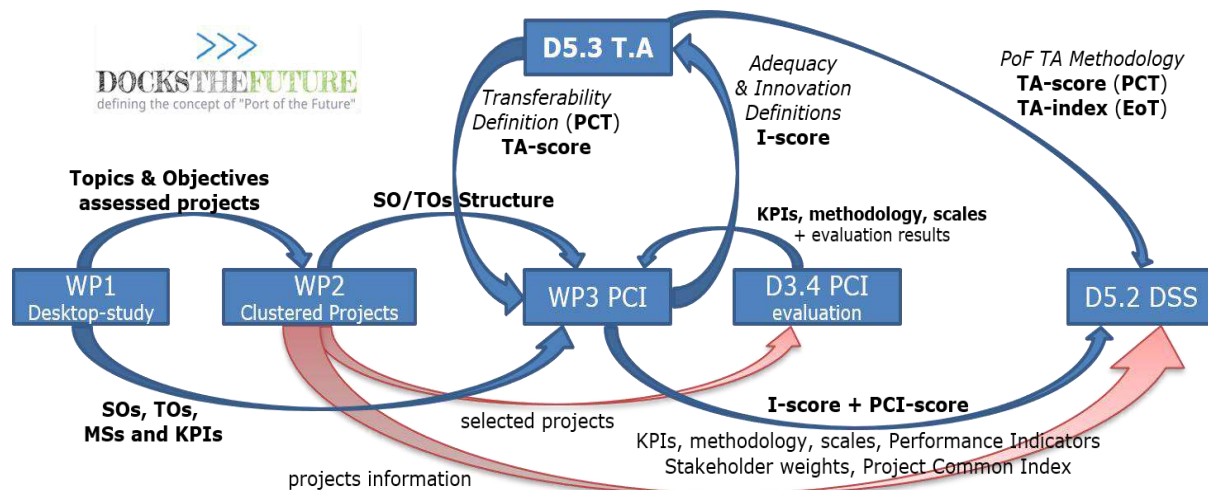 >>>
DOCKSTHEFUTURE
defining the concept of "Port of the Future"
D5.3 T.A
Transferability
Definition (PCT)
TA-score
Adequacy
& Innovation
Definitions
I-score
PoF TA Methodology
TA-score (PCT)
TA-index (EoT)
Topics & Objectives
assessed projects
SO/TOs Structure
KPIs, methodology, scales
+ evaluation results
WP1
Desktop-study
WP2
Clustered Projects
WP3 PCI
D3.4 PCI
evaluation
D5.2 DSS
SOs, TOs,
MSs and KPIs
selected projects
I-score + PCI-score
KPIs, methodology, scales, Performance Indicators
Stakeholder weights, Project Common Index
projects information